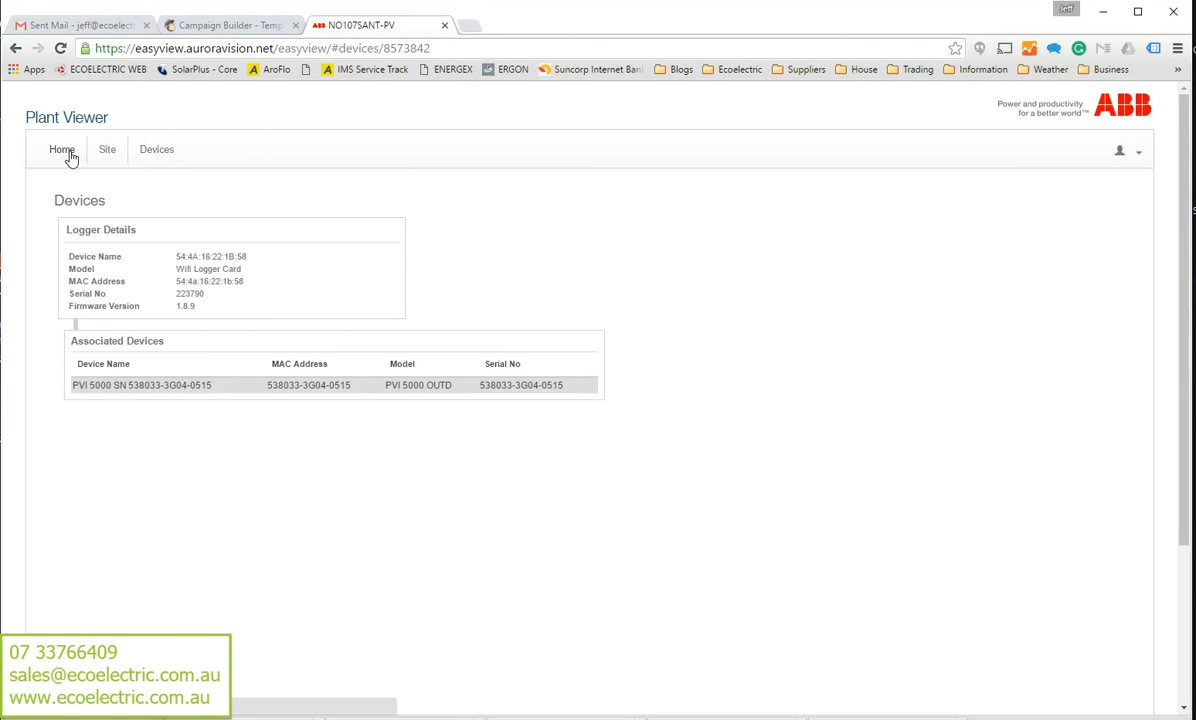 Jeff
Sent Mail - jeff@ecoelectri
Campaign Builder - Temp
ABB NO107SANT-PV
https://easyview.auroravision.net/easyview/#devices/8573842
Apps ECOELECTRIC WEB SolarPlus - Core AroFlo IMS Service Track ENERGEX ERGON Suncorp Internet Ban Blogs Ecoelectric Suppliers House Trading Information Weather Business »
Power and productivity
for a better world™
ABB
Plant Viewer
Home Site Devices
Devices
Logger Details
Device Name 54:4A:16:22:1B:58
Model Wifi Logger Card
MAC Address 54:4a:16:22:1b:58
Serial No 223790
Firmware Version 1.8.9
Associated Devices
Device Name MAC Address Model Serial No
PVI 5000 SN 538033-3G04-0515 538033-3G04-0515 PVI 5000 OUTD 538033-3G04-0515
07 33766409
sales@ecoelectric.com.au
www.ecoelectric.com.au